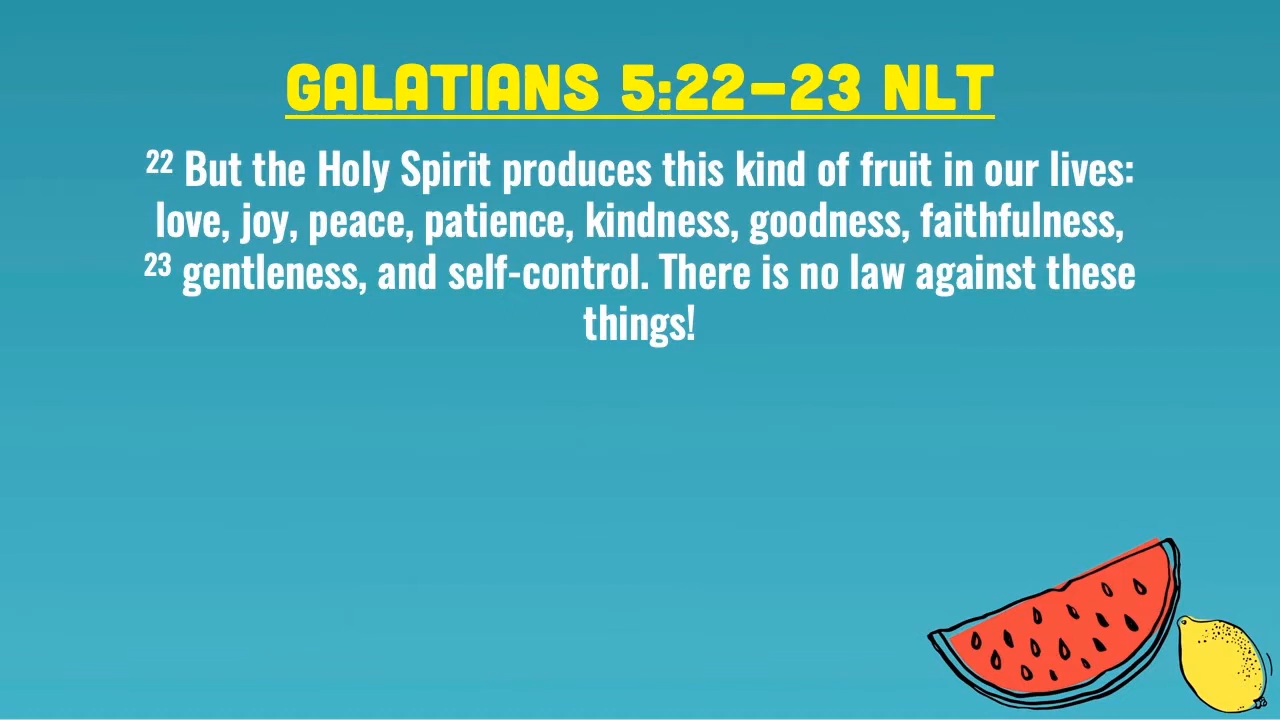 GALATIANS 5:22–23 NLT
22 But the Holy Spirit produces this kind of fruit in our lives:
love, joy, peace, patience, kindness, goodness, faithfulness,
23 gentleness, and self-control. There is no law against these
things!